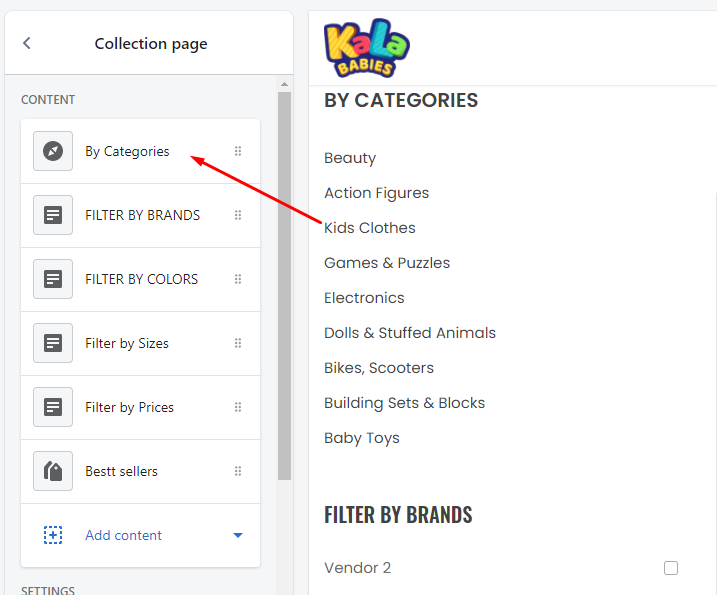 Collection page
CONTENT
By Categories
FILTER BY BRANDS
FILTER BY COLORS
Filter by Sizes
Filter by Prices
Bestt sellers
Add content
SETTINGS
KaLa
BABIES
BY CATEGORIES
Beauty
Action Figures
Kids Clothes
Games & Puzzles
Electronics
Dolls & Stuffed Animals
Bikes, Scooters
Building Sets & Blocks
Baby Toys
FILTER BY BRANDS
Vendor 2